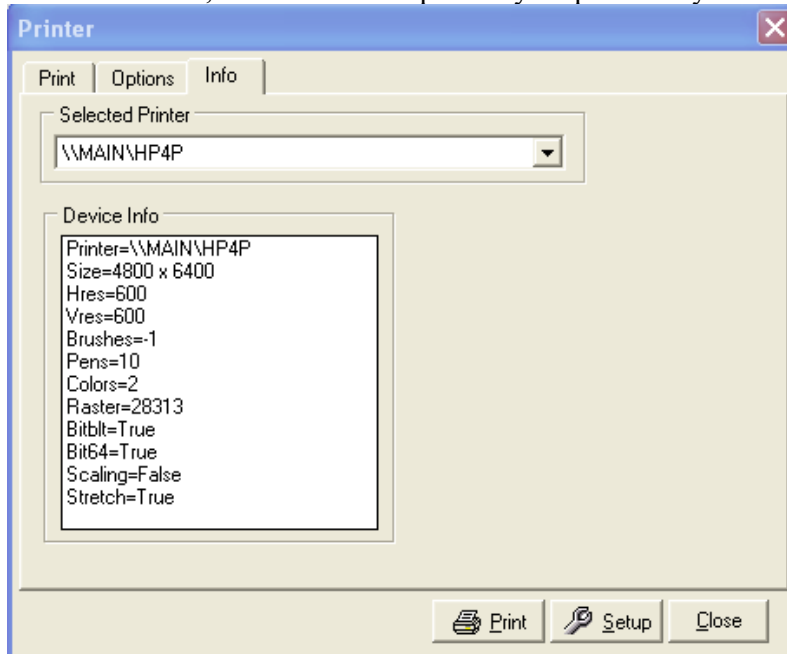 Printer
Print Options Info
Selected Printer
\\MAIN\HP4P
Device Info
Printer=\\MAIN\HP4P
Size=4800 x 6400
Hres=600
Vres=600
Brushes=-1
Pens=10
Colors=2
Raster=28313
Bitblt=True
Bit64=True
Scaling=False
Stretch=True
Print Setup Close